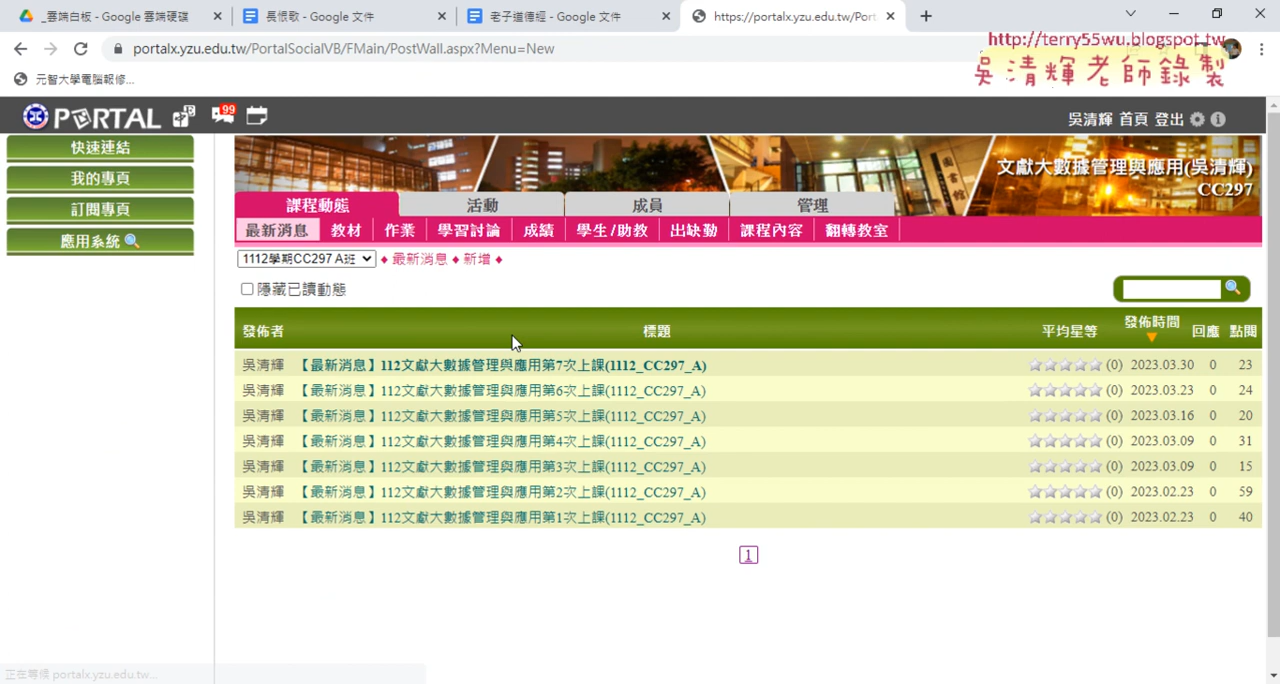 _雲端白板 - Google 雲端硬碟
長恨歌 - Google 文件
老子道德經 - Google 文件
https://portalx.yzu.edu.tw/Port
portalx.yzu.edu.tw/PortalSocialVB/FMain/PostWall.aspx?Menu=New
http://terry55wu.blogspot.tw
吳清輝老師錄製
元智大學電腦報修...
PORTAL
99
吳清輝 首頁 登出
快速連結
我的專頁
訂閱專頁
應用系統
文獻大數據管理與應用(吳清輝)
CC297
課程動態 活動 成員 管理
最新消息 教材 作業 學習討論 成績 學生/助教 出缺勤 課程內容 翻轉教室
1112學期CC297 A班 ♦ 最新消息 ♦ 新增 ♦
隱藏已讀動態
發佈者 標題 平均星等 發佈時間 回應 點閱
吳清輝 【最新消息】112文獻大數據管理與應用第7次上課(1112_CC297_A) (0) 2023.03.30 0 23
吳清輝 【最新消息】112文獻大數據管理與應用第6次上課(1112_CC297_A) (0) 2023.03.23 0 24
吳清輝 【最新消息】112文獻大數據管理與應用第5次上課(1112_CC297_A) (0) 2023.03.16 0 20
吳清輝 【最新消息】112文獻大數據管理與應用第4次上課(1112_CC297_A) (0) 2023.03.09 0 31
吳清輝 【最新消息】112文獻大數據管理與應用第3次上課(1112_CC297_A) (0) 2023.03.09 0 15
吳清輝 【最新消息】112文獻大數據管理與應用第2次上課(1112_CC297_A) (0) 2023.02.23 0 59
吳清輝 【最新消息】112文獻大數據管理與應用第1次上課(1112_CC297_A) (0) 2023.02.23 0 40
1
正在等候 portalx.yzu.edu.tw...